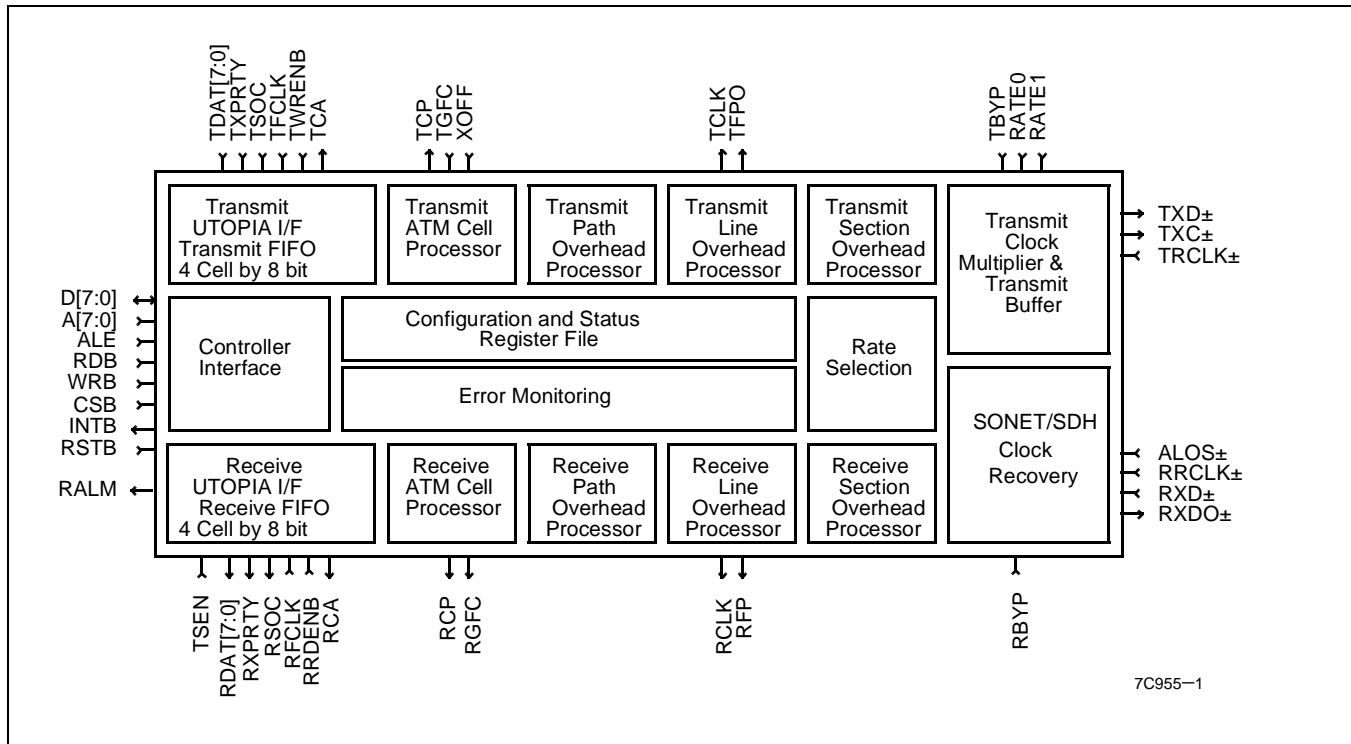 TDAT[7:0]
TXPRTY
TSOC
TFCLK
TWRENB
TCA
TCP
TGFC
XOFF
TCLK
TFPO
TBYP
RATE0
RATE1
Transmit
UTOPIA I/F
Transmit FIFO
4 Cell by 8 bit
Transmit
ATM Cell
Processor
Transmit
Path
Overhead
Processor
Transmit
Line
Overhead
Processor
Transmit
Section
Overhead
Processor
Transmit
Clock
Multiplier &
Transmit
Buffer
TXD±
TXC±
TRCLK±
D[7:0]
A[7:0]
ALE
RDB
WRB
CSB
INTB
RSTB
RALM
Controller
Interface
Configuration and Status
Register File
Error Monitoring
Rate
Selection
SONET/SDH
Clock
Recovery
ALOS±
RRCLK±
RXD±
RXDO±
Receive
UTOPIA I/F
Receive FIFO
4 Cell by 8 bit
Receive
ATM Cell
Processor
Receive
Path
Overhead
Processor
Receive
Line
Overhead
Processor
Receive
Section
Overhead
Processor
TSEN
RDAT[7:0]
RXPRTY
RSOC
RFCLK
RRDENB
RCA
RCP
RGFC
RCLK
RFP
RBYP
7C955–1